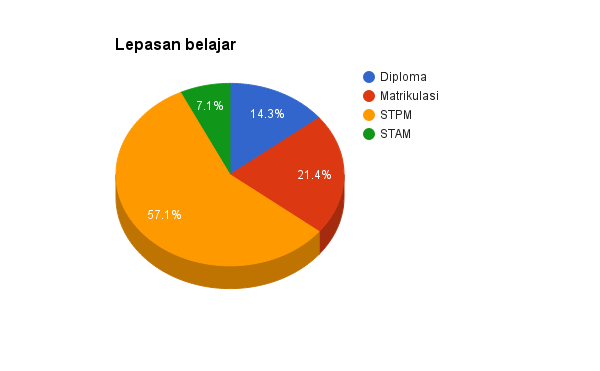 Lepasan belajar
Diploma
Matrikulasi
STPM
STAM
7.1%
14.3%
21.4%
57.1%